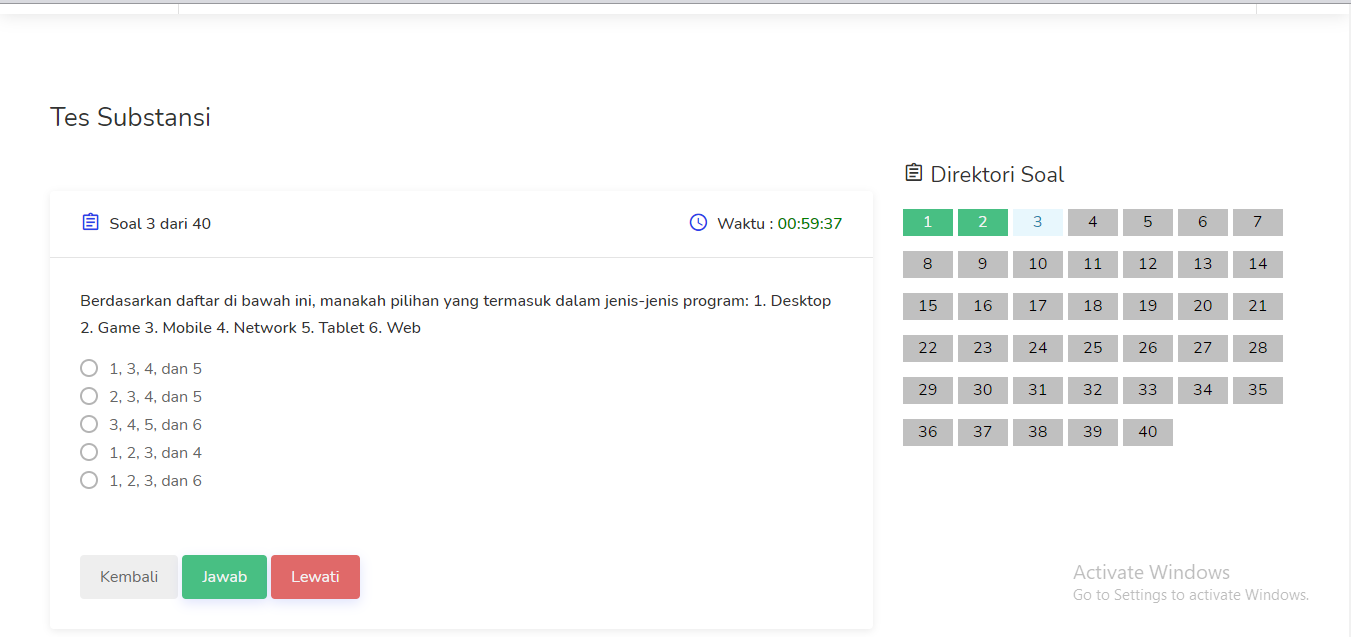 Tes Substansi
Direktori Soal
Soal 3 dari 40
Waktu : 00:59:37
Berdasarkan daftar di bawah ini, manakah pilihan yang termasuk dalam jenis-jenis program: 1. Desktop
2. Game 3. Mobile 4. Network 5. Tablet 6. Web
1, 3, 4, dan 5
2, 3, 4, dan 5
3, 4, 5, dan 6
1, 2, 3, dan 4
1, 2, 3, dan 6
Kembali Jawab Lewati
1 2 3 4 5 6 7
8 9 10 11 12 13 14
15 16 17 18 19 20 21
22 23 24 25 26 27 28
29 30 31 32 33 34 35
36 37 38 39 40
Activate Windows
Go to Settings to activate Windows.